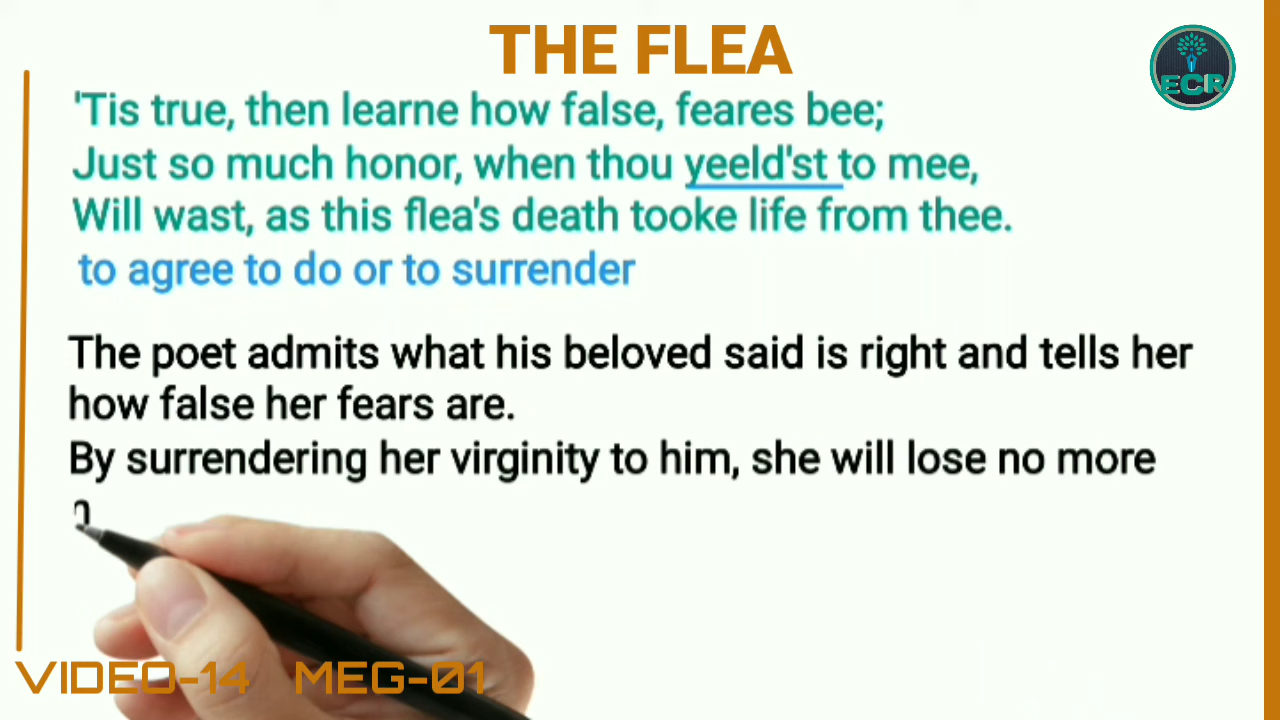 THE FLEA
ECR
'Tis true, then learne how false, feares bee;
Just so much honor, when thou yeeld'st to mee,
Will wast, as this flea's death tooke life from thee.
to agree to do or to surrender
The poet admits what his beloved said is right and tells her
how false her fears are.
By surrendering her virginity to him, she will lose no more
VIDEO-14 MEG-01